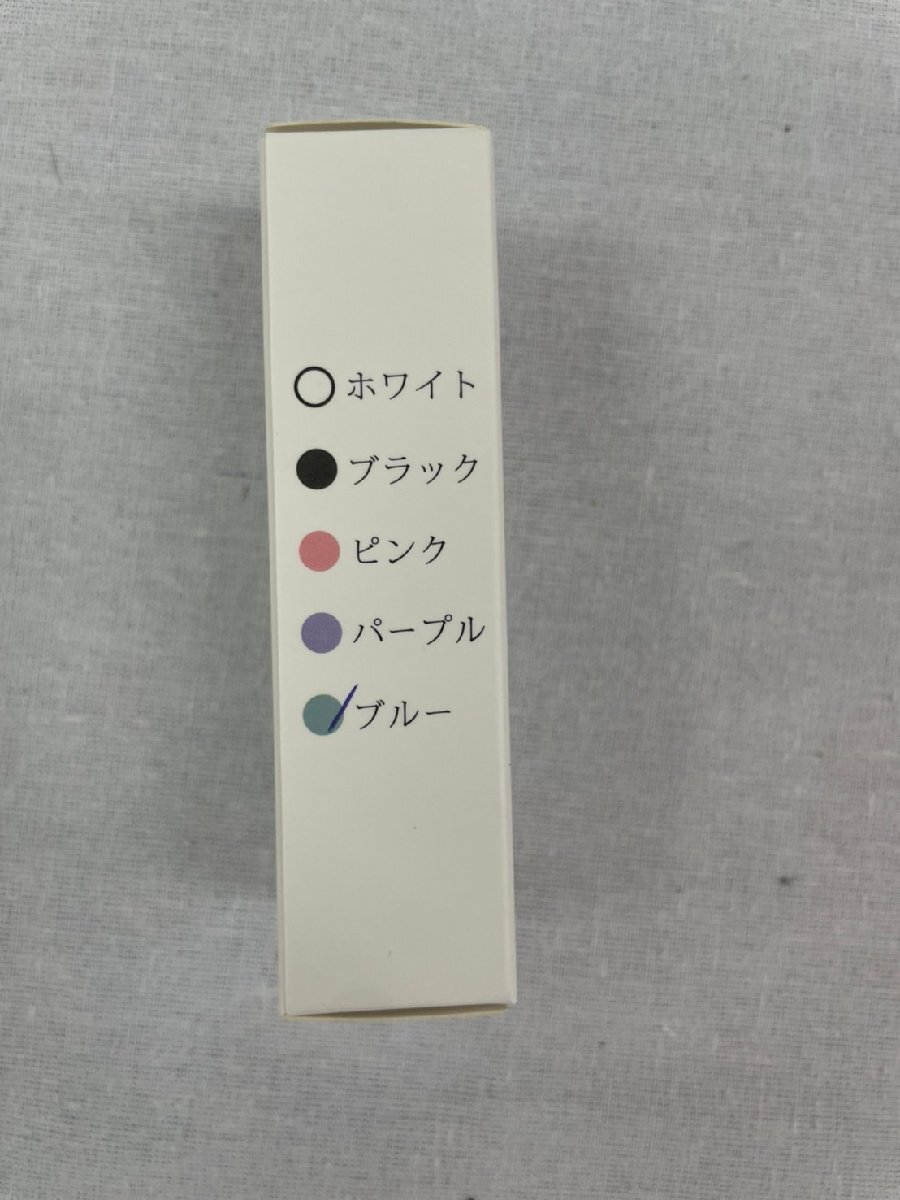 ホワイト
ブラック
ピンク
パープル
ブルー